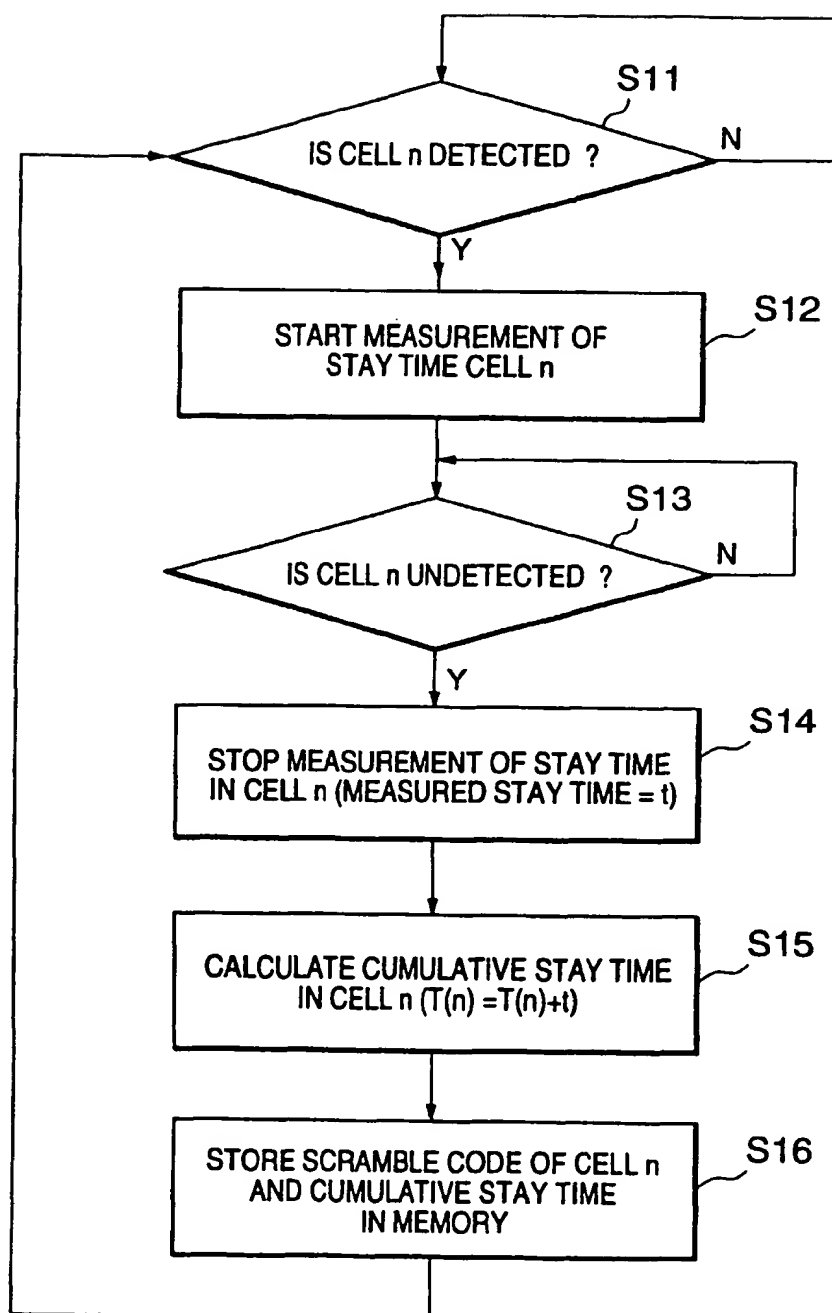 S11
IS CELL n DETECTED ?
N
Y
S12
START MEASUREMENT OF
STAY TIME CELL n
S13
IS CELL n UNDETECTED ?
N
Y
S14
STOP MEASUREMENT OF STAY TIME
IN CELL n (MEASURED STAY TIME = t)
S15
CALCULATE CUMULATIVE STAY TIME
IN CELL n (T(n) =T(n)+t)
S16
STORE SCRAMBLE CODE OF CELL n
AND CUMULATIVE STAY TIME
IN MEMORY